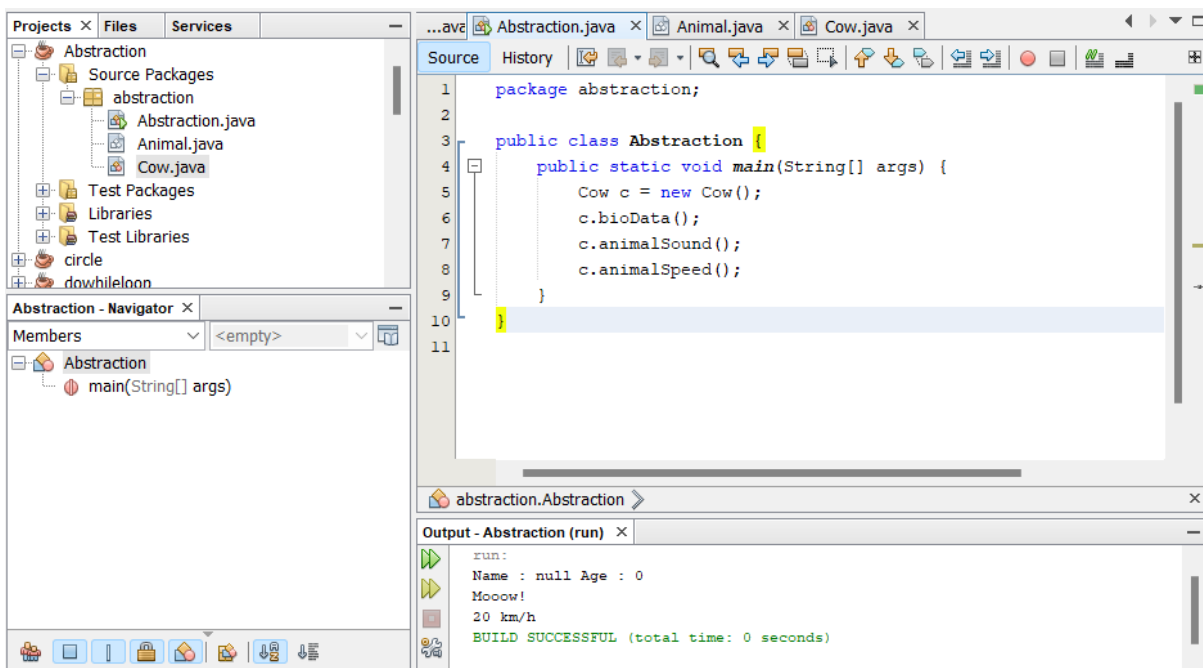 Projects × Files Services
Abstraction
Source Packages
abstraction
Abstraction.java
Animal.java
Cow.java
Test Packages
Libraries
Test Libraries
circle
dowhileloop
Abstraction - Navigator ×
Members <empty>
Abstraction
main(String[] args)
...ava Abstraction.java × Animal.java × Cow.java ×
Source History
1 package abstraction;
2
3 public class Abstraction {
4 public static void main(String[] args) {
5 Cow c = new Cow();
6 c.bioData();
7 c.animalSound();
8 c.animalSpeed();
9 }
10 }
11
abstraction.Abstraction
Output - Abstraction (run) ×
run:
Name : null Age : 0
Mooow!
20 km/h
BUILD SUCCESSFUL (total time: 0 seconds)